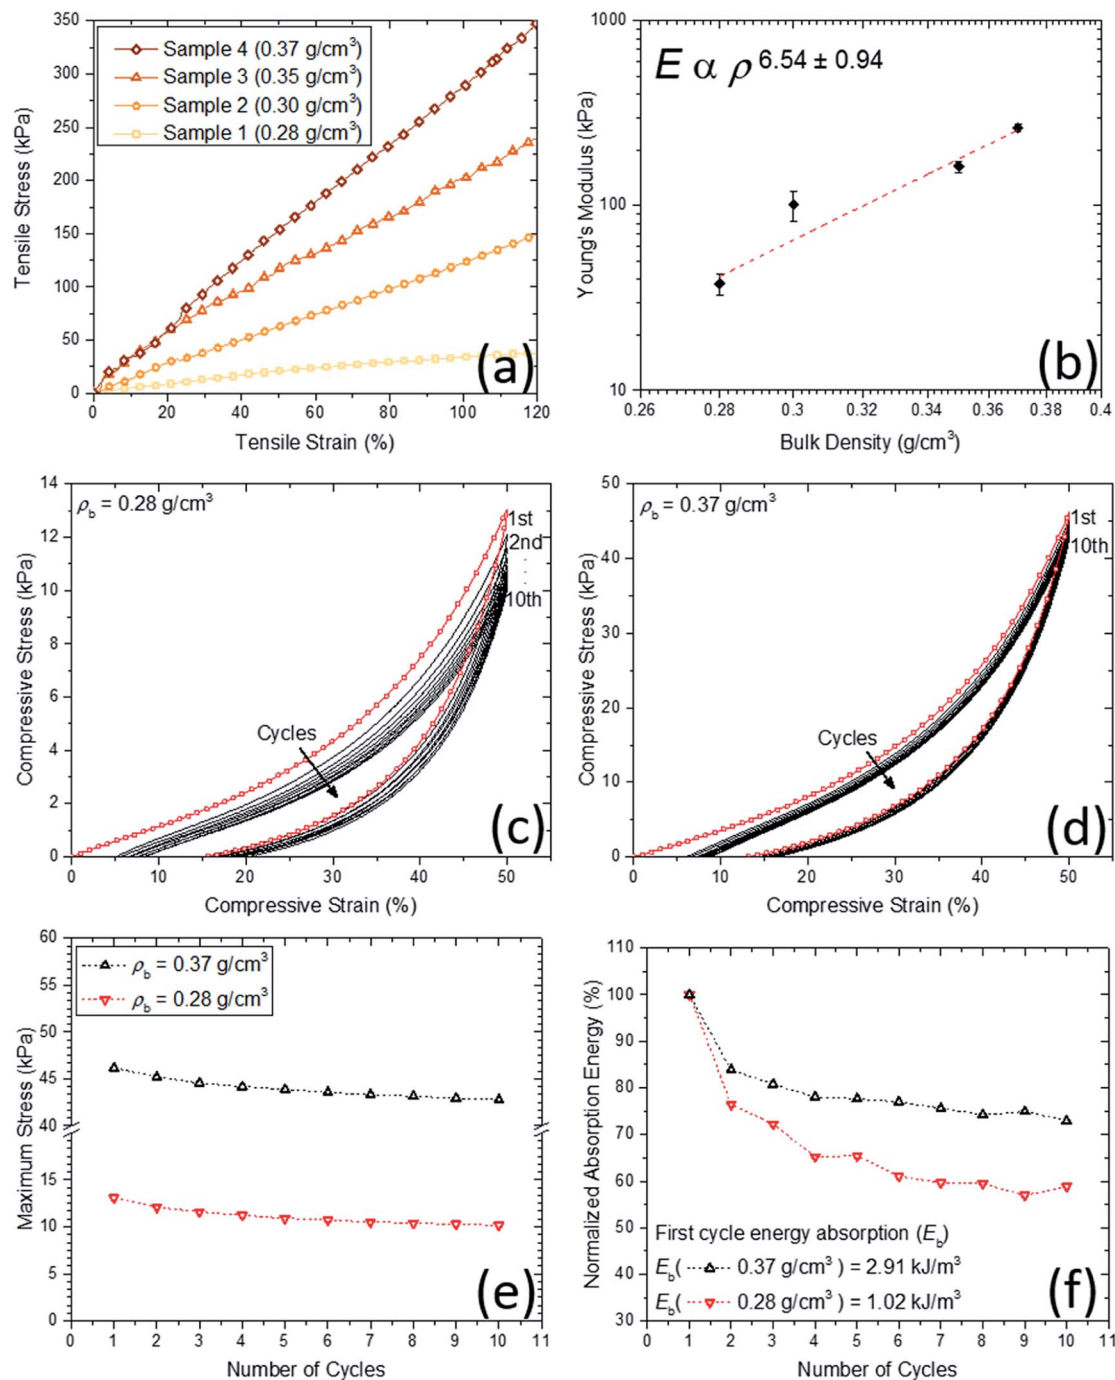 350
300
250
200
150
100
50
0
Tensile Stress (kPa)
Sample 4 (0.37 g/cm³)
Sample 3 (0.35 g/cm³)
Sample 2 (0.30 g/cm³)
Sample 1 (0.28 g/cm³)
(a)
0 20 40 60 80 100 120
Tensile Strain (%)
1000
100
10
Young's Modulus (kPa)
E α ρ^6.54 ± 0.94
(b)
0.26 0.28 0.3 0.32 0.34 0.36 0.38 0.4
Bulk Density (g/cm³)
14
12
10
8
6
4
2
0
Compressive Stress (kPa)
ρb = 0.28 g/cm³
1st
2nd
10th
Cycles
(c)
0 10 20 30 40 50
Compressive Strain (%)
50
40
30
20
10
0
Compressive Stress (kPa)
ρb = 0.37 g/cm³
1st
10th
Cycles
(d)
0 10 20 30 40 50
Compressive Strain (%)
60
55
50
45
40
15
10
5
0
Maximum Stress (kPa)
ρb = 0.37 g/cm³
ρb = 0.28 g/cm³
(e)
0 1 2 3 4 5 6 7 8 9 10 11
Number of Cycles
110
100
90
80
70
60
50
40
30
Normalized Absorption Energy (%)
First cycle energy absorption (Eb)
Eb( 0.37 g/cm³ ) = 2.91 kJ/m³
Eb( 0.28 g/cm³ ) = 1.02 kJ/m³
(f)
0 1 2 3 4 5 6 7 8 9 10 11
Number of Cycles